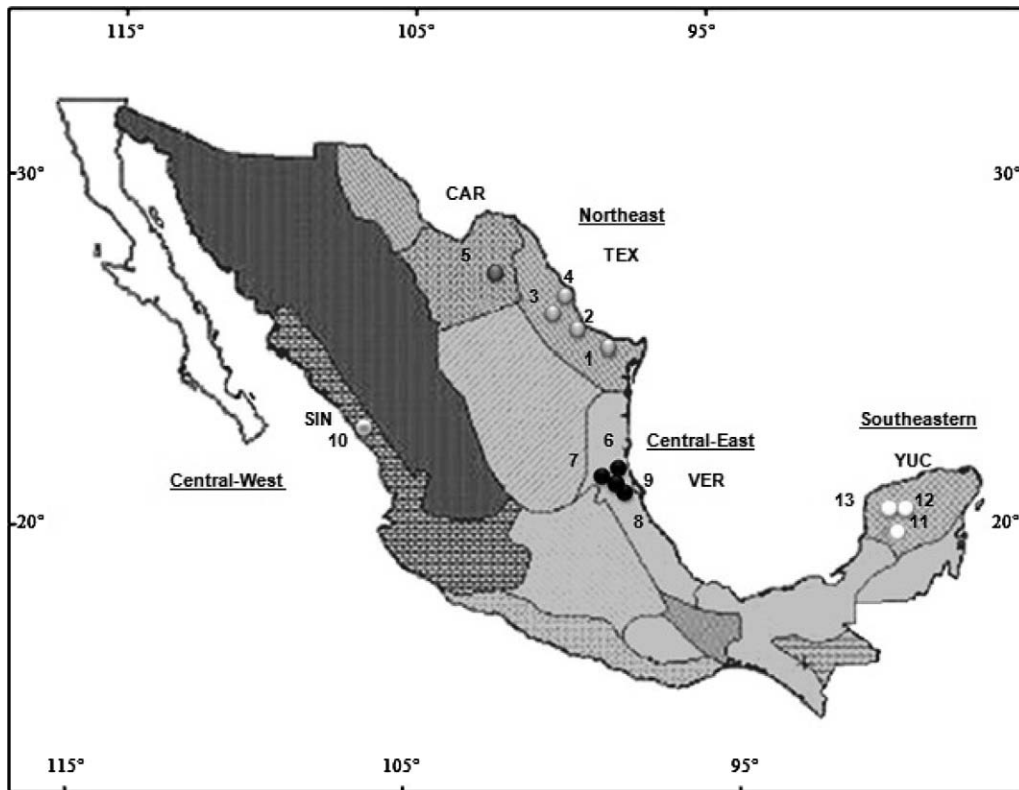 115° 105° 95°
30° 30°
CAR
Northeast
5 TEX
4
3 2
1
SIN
10
Southeastern
6 Central-East
7 YUC
Central-West 9 VER
13 12
8 11 20° 20°
115° 105° 95°